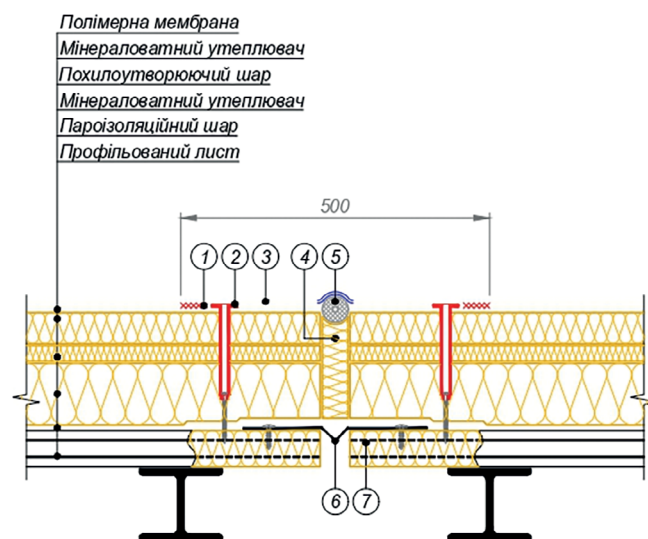 Полімерна мембрана
Мінераловатний утеплювач
Похилоутворюючий шар
Мінераловатний утеплювач
Пароізоляційний шар
Профільований лист
500
1 2 3 4 5
6 7